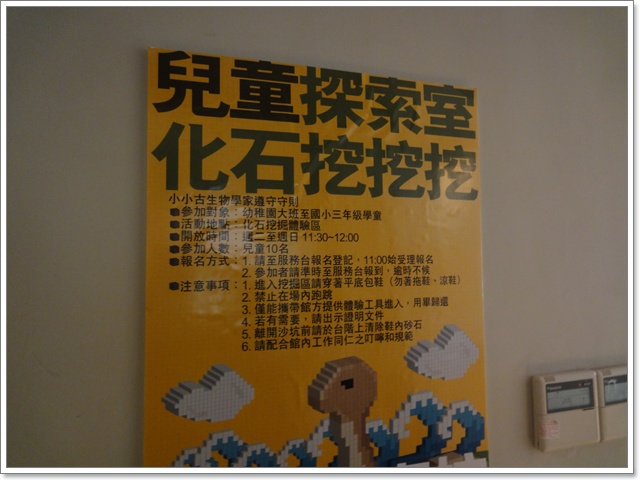 兒童探索室
化石挖挖挖
小小古生物學家遵守守則
參加對象：幼稚園大班至國小三年級學童
活動地點：化石挖掘體驗區
開放時間：週二至週日 11:30~12:00
參加人數：兒童10名
報名方式：1. 請至服務台報名登記，11:00始受理報名
2. 參加者請準時至服務台報到，逾時不候
注意事項：1. 進入挖掘區請穿著平底包鞋（勿著拖鞋、涼鞋）
2. 禁止在場內跑跳
3. 僅能攜帶館方提供體驗工具進入，用畢歸還
4. 若有需要，請出示證明文件
5. 離開沙坑前請於台階上清除鞋內砂石
6. 請配合館內工作同仁之叮嚀和規範